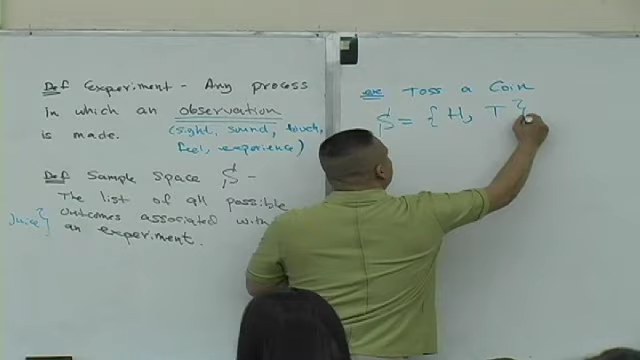 Def Experiment - Any process
in which an observation
is made. (sight, sound, touch,
feel, experience)
Def Sample space S -
The list of all possible
outcomes associated with
an experiment.
ex Toss a Coin
S = { H, T }